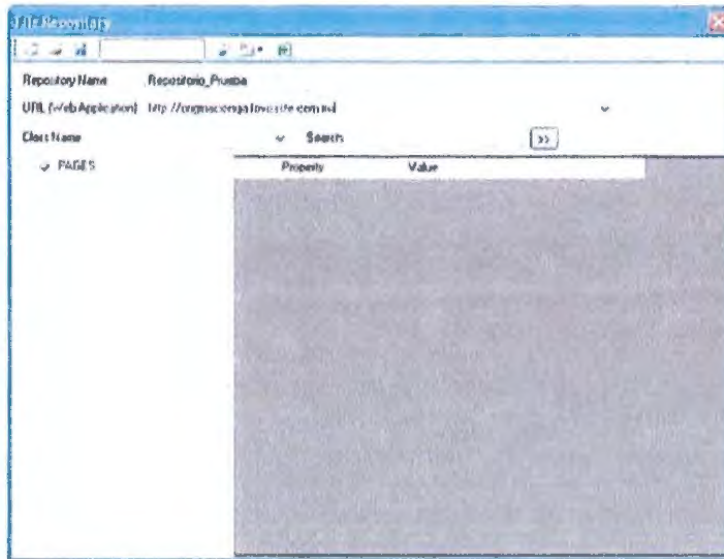 File Repository
Repository Name Repositorio_Prueba
URL (Web Application)
Class Name Search >>
PAGES Property Value